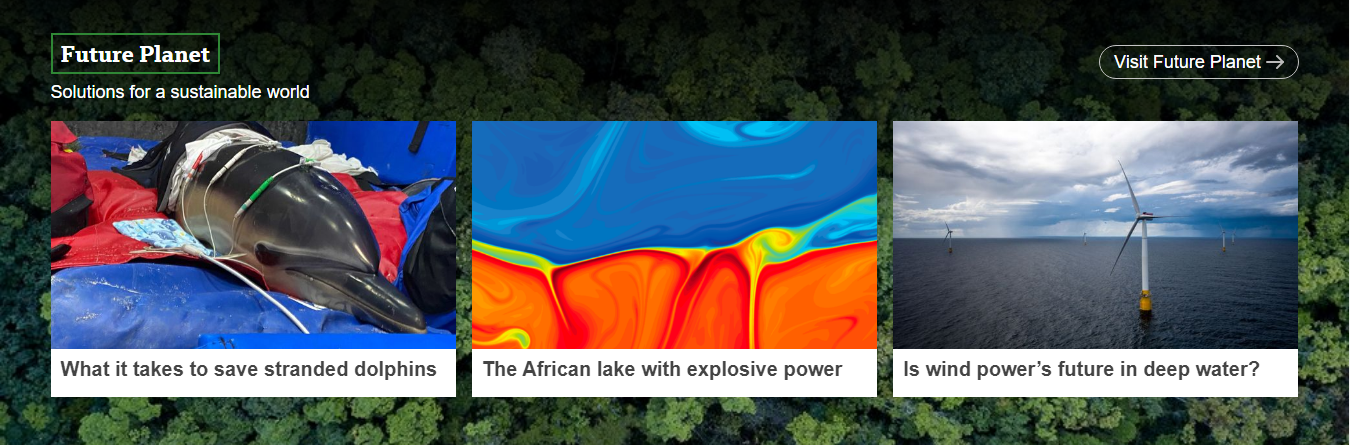 Future Planet
Visit Future Planet →
Solutions for a sustainable world
What it takes to save stranded dolphins
The African lake with explosive power
Is wind power’s future in deep water?